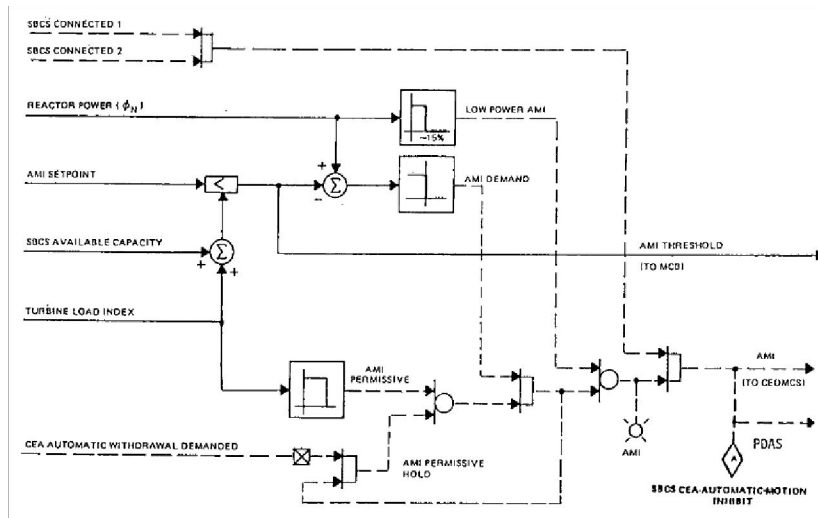 SBCS CONNECTED 1
SBCS CONNECTED 2
REACTOR POWER (ϕN)
LOW POWER AMI
~15%
AMI SETPOINT
<
+
Σ
−
AMI DEMAND
SBCS AVAILABLE CAPACITY
Σ
+
+
AMI THRESHOLD
(TO MCB)
TURBINE LOAD INDEX
AMI
PERMISSIVE
AMI
(TO CEDMCS)
CEA AUTOMATIC WITHDRAWAL DEMANDED
AMI PERMISSIVE
HOLD
AMI
PDAS
A
SBCS CEA-AUTOMATIC-MOTION
INHIBIT